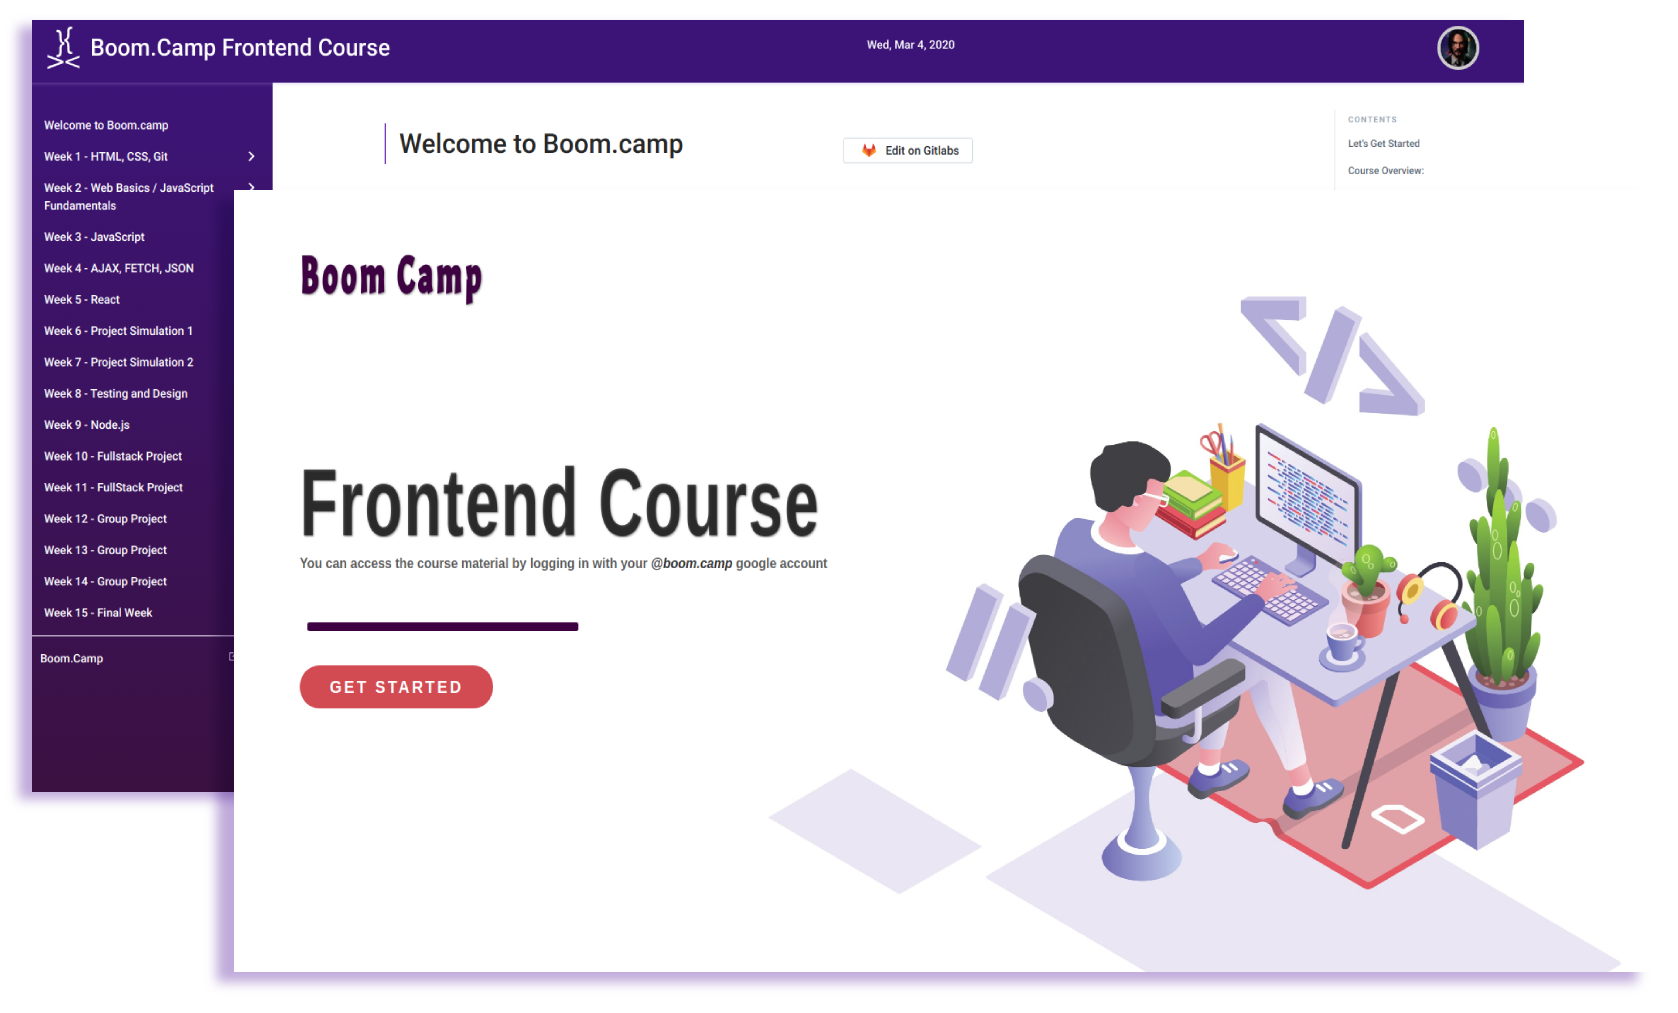 Boom.Camp Frontend Course
Wed, Mar 4, 2020
Welcome to Boom.camp
Week 1 - HTML, CSS, Git
Week 2 - Web Basics / JavaScript
Fundamentals
Week 3 - JavaScript
Week 4 - AJAX, FETCH, JSON
Week 5 - React
Week 6 - Project Simulation 1
Week 7 - Project Simulation 2
Week 8 - Testing and Design
Week 9 - Node.js
Week 10 - Fullstack Project
Week 11 - FullStack Project
Week 12 - Group Project
Week 13 - Group Project
Week 14 - Group Project
Week 15 - Final Week
Boom.Camp
Welcome to Boom.camp
Edit on Gitlabs
CONTENTS
Let's Get Started
Course Overview:
Boom Camp
Frontend Course
You can access the course material by logging in with your @boom.camp google account
GET STARTED